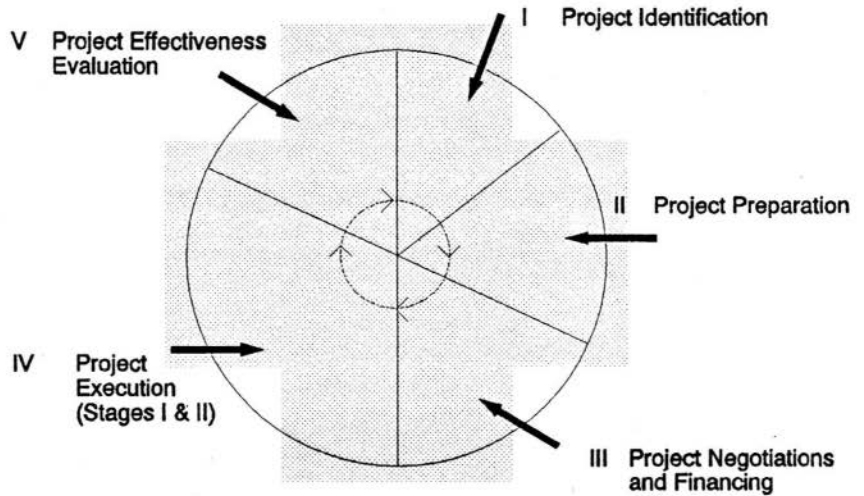 I Project Identification
II Project Preparation
III Project Negotiations
and Financing
IV Project
Execution
(Stages I & II)
V Project Effectiveness
Evaluation